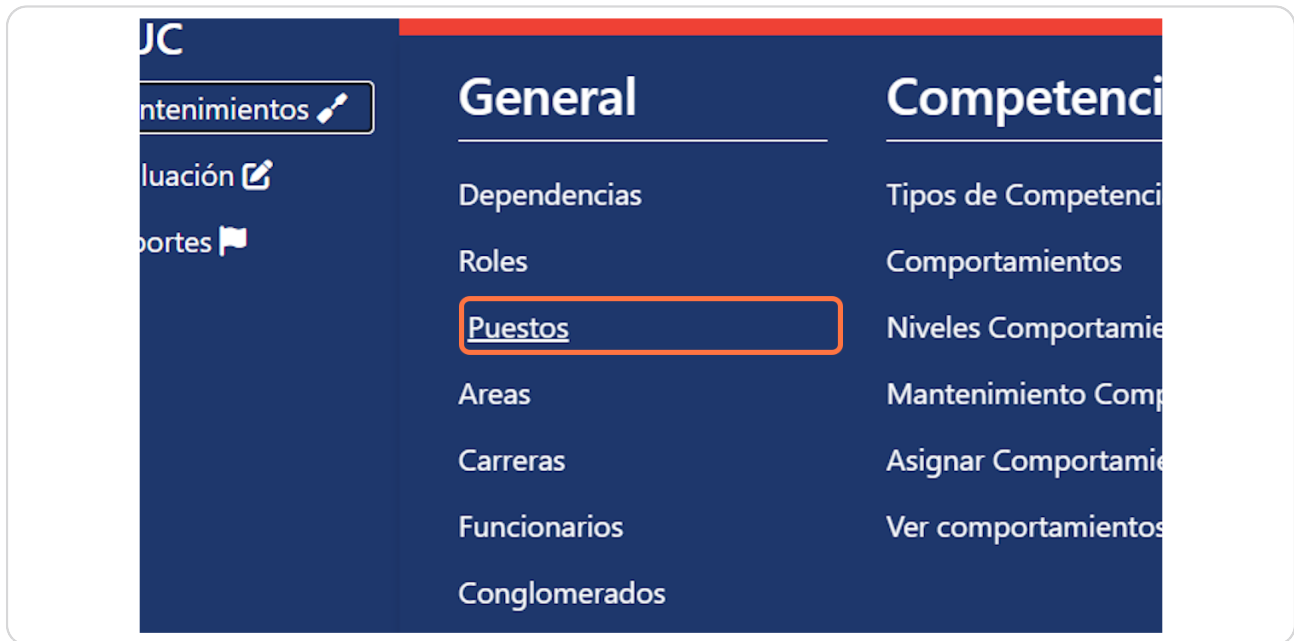 JC
ntenimientos
luación
portes
General
Dependencias
Roles
Puestos
Areas
Carreras
Funcionarios
Conglomerados
Competenci
Tipos de Competenci
Comportamientos
Niveles Comportamie
Mantenimiento Comp
Asignar Comportamie
Ver comportamientos